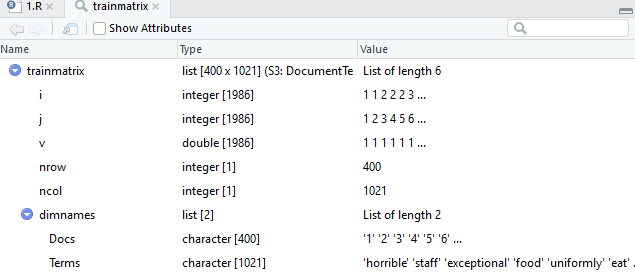 1.R × trainmatrix ×
Show Attributes
Name Type Value
trainmatrix list [400 x 1021] (S3: DocumentTe List of length 6
i integer [1986] 1 1 2 2 2 3 ...
j integer [1986] 1 2 3 4 5 6 ...
v double [1986] 1 1 1 1 1 1 ...
nrow integer [1] 400
ncol integer [1] 1021
dimnames list [2] List of length 2
Docs character [400] '1' '2' '3' '4' '5' '6' ...
Terms character [1021] 'horrible' 'staff' 'exceptional' 'food' 'uniformly' 'eat' .